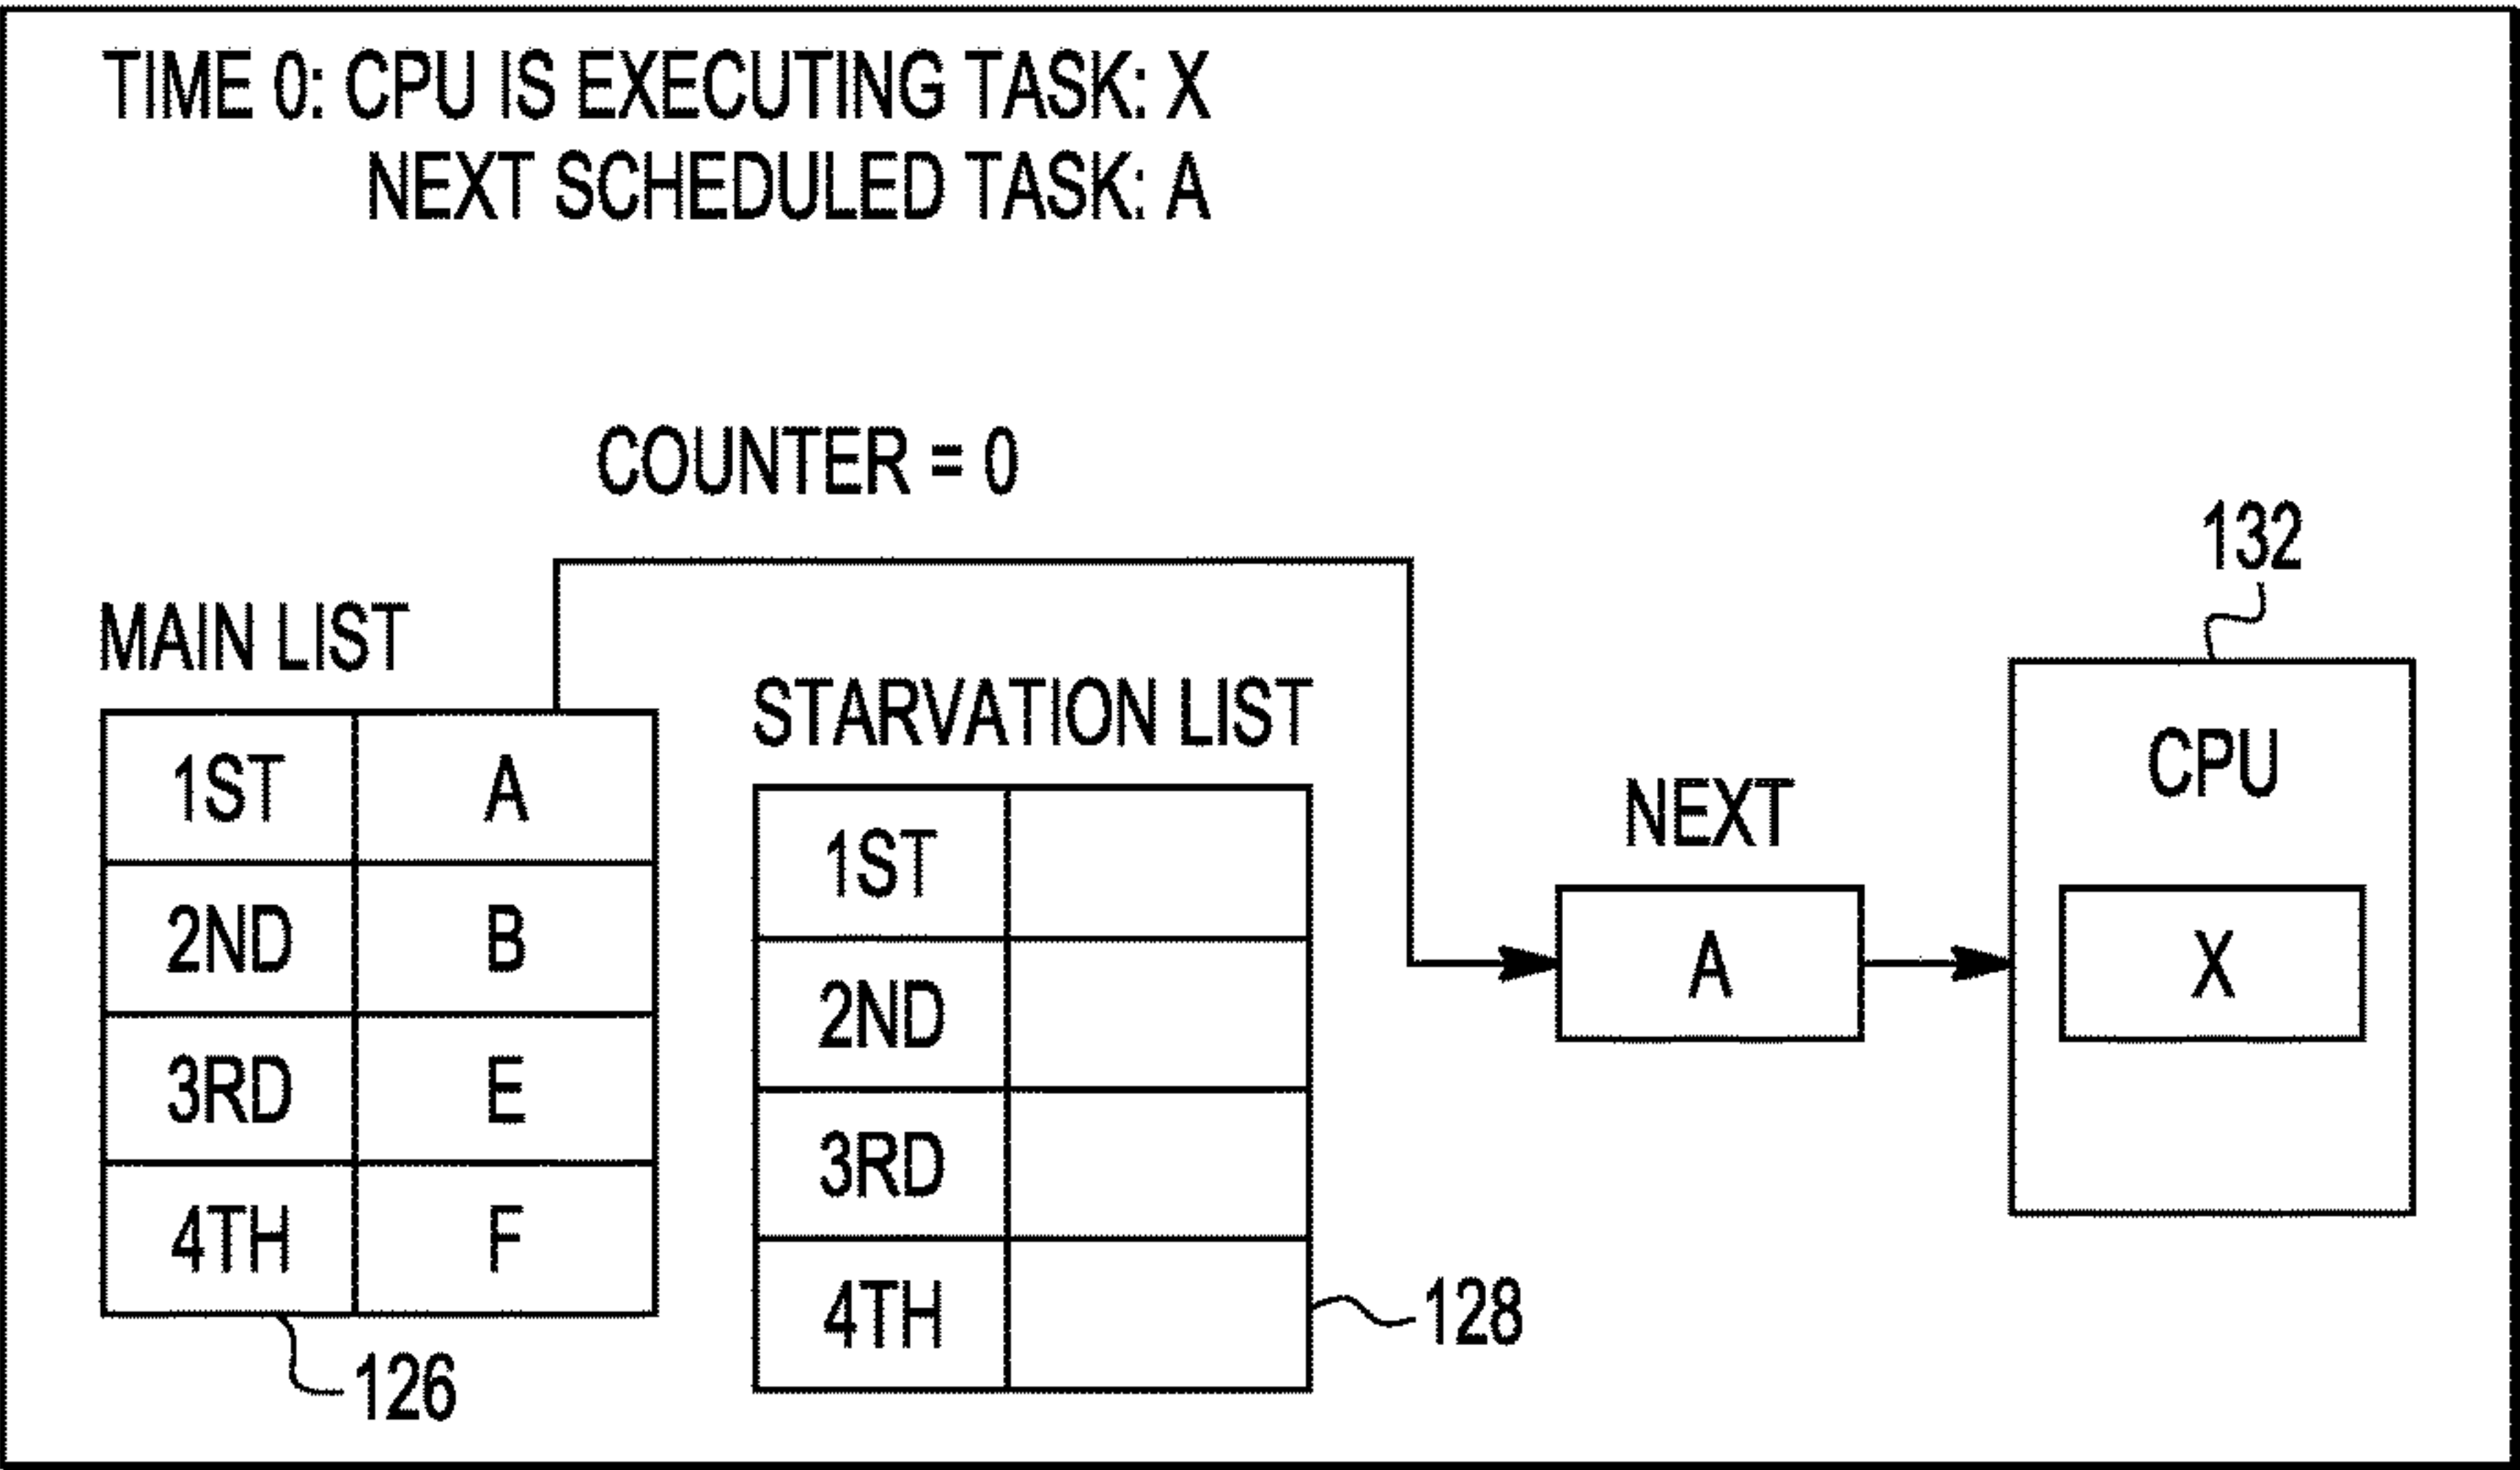 TIME 0: CPU IS EXECUTING TASK: X
NEXT SCHEDULED TASK: A
COUNTER = 0
132
MAIN LIST
STARVATION LIST
CPU
NEXT
1ST A
2ND B
3RD E
4TH F
1ST
2ND
3RD
4TH
A
X
128
126